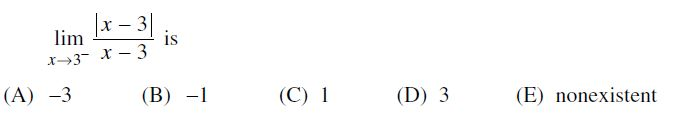 lim x→3⁻ |x − 3| / (x − 3) is
(A) −3 (B) −1 (C) 1 (D) 3 (E) nonexistent